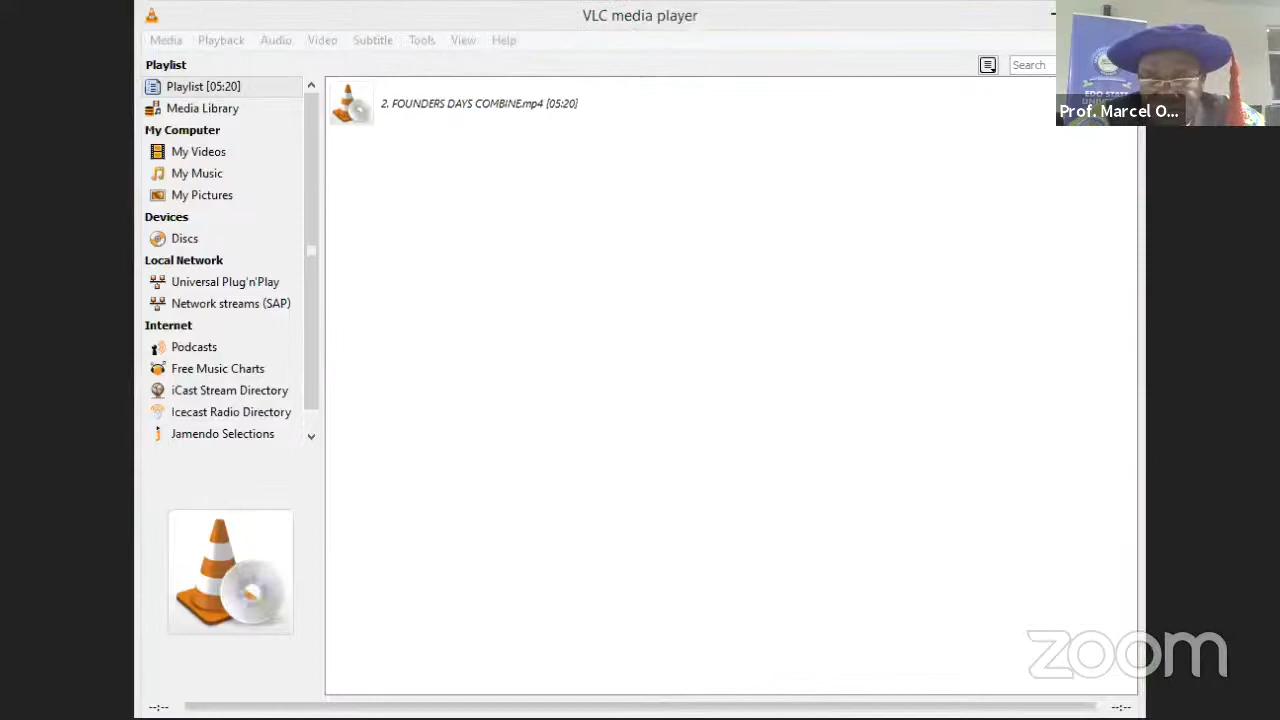 VLC media player
Media Playback Audio Video Subtitle Tools View Help
Playlist
Search
Playlist [05:20]
Media Library
My Computer
My Videos
My Music
My Pictures
Devices
Discs
Local Network
Universal Plug'n'Play
Network streams (SAP)
Internet
Podcasts
Free Music Charts
iCast Stream Directory
Icecast Radio Directory
Jamendo Selections
2. FOUNDERS DAYS COMBINE.mp4 [05:20]
EDO STATE
Prof. Marcel O...
zoom
--:--
--:--